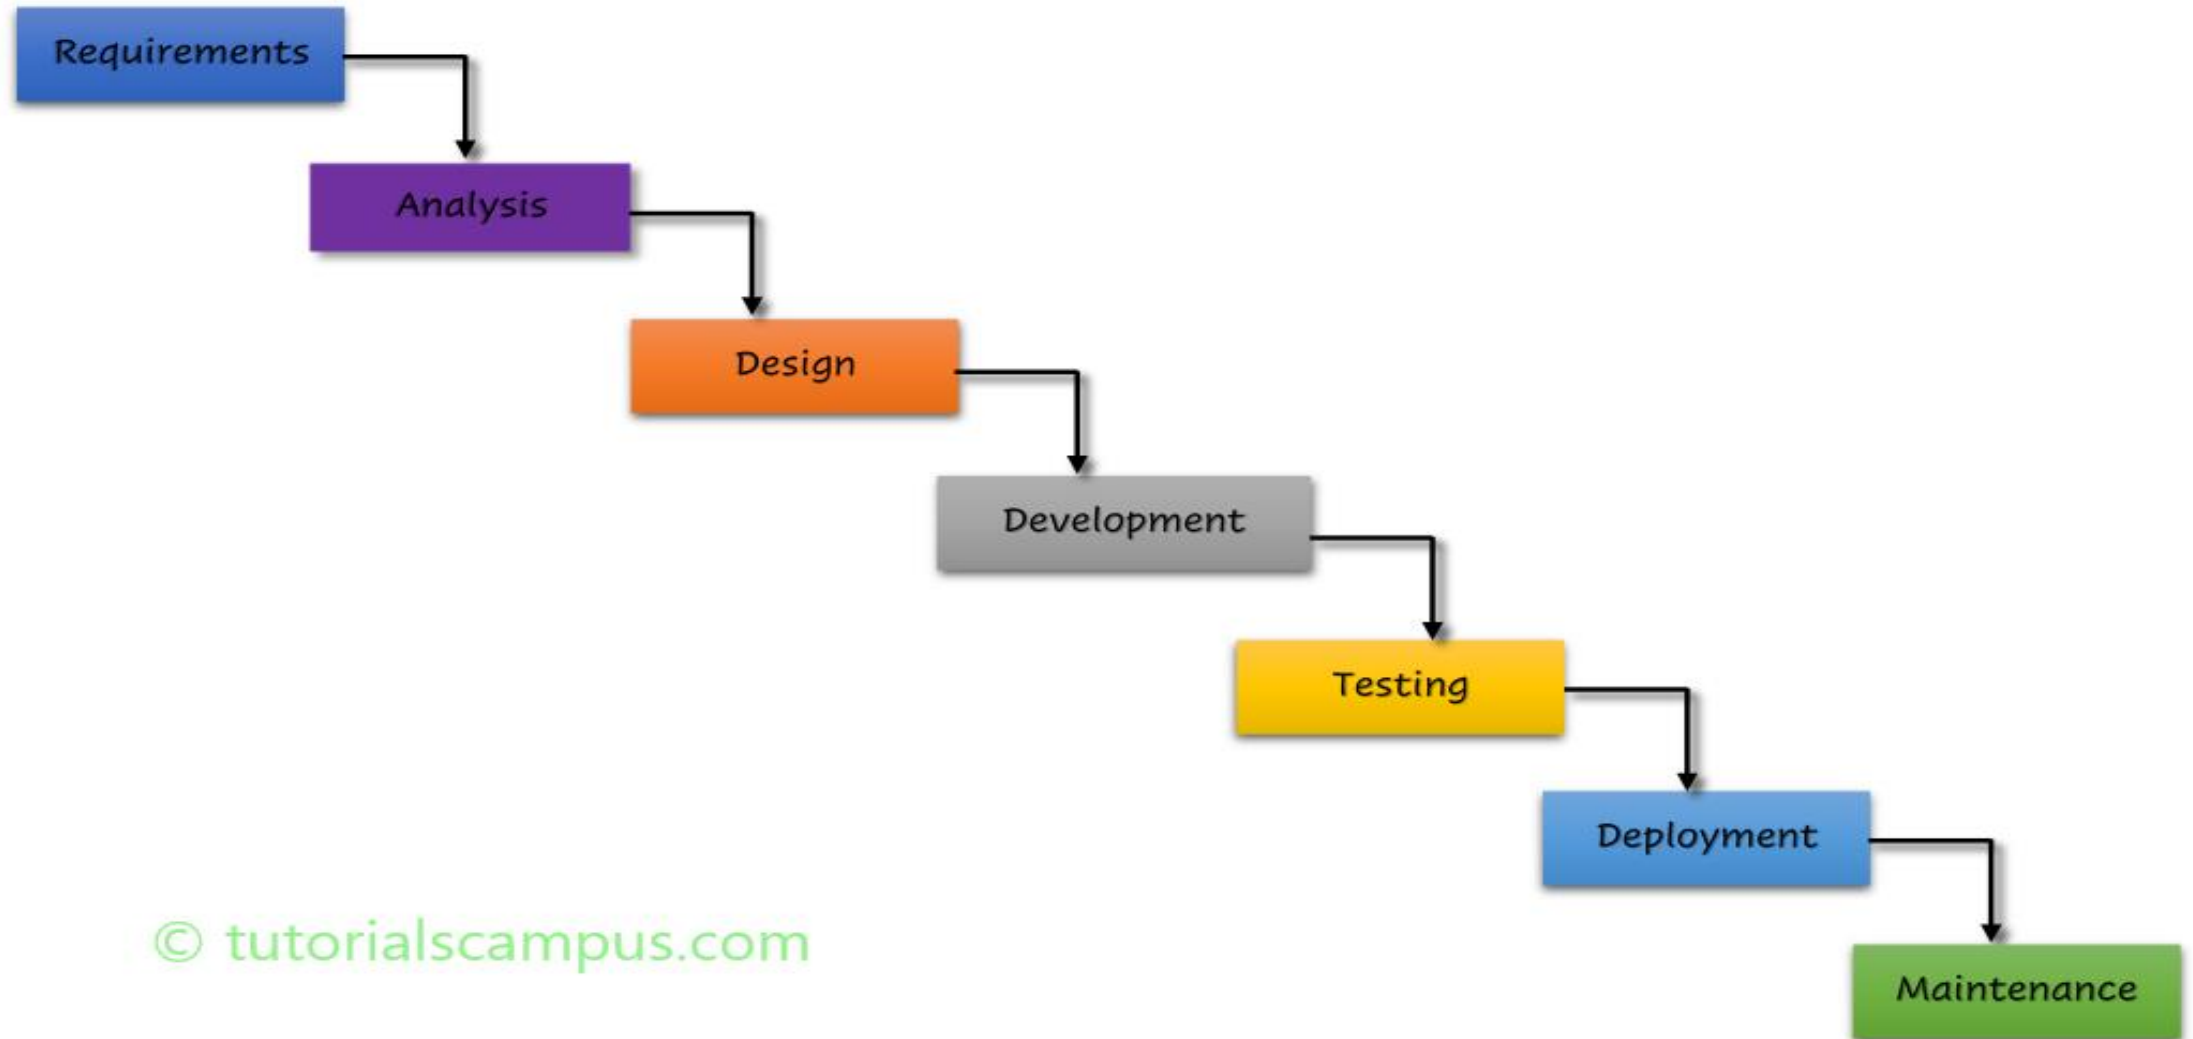 Requirements
Analysis
Design
Development
Testing
Deployment
© tutorialscampus.com
Maintenance